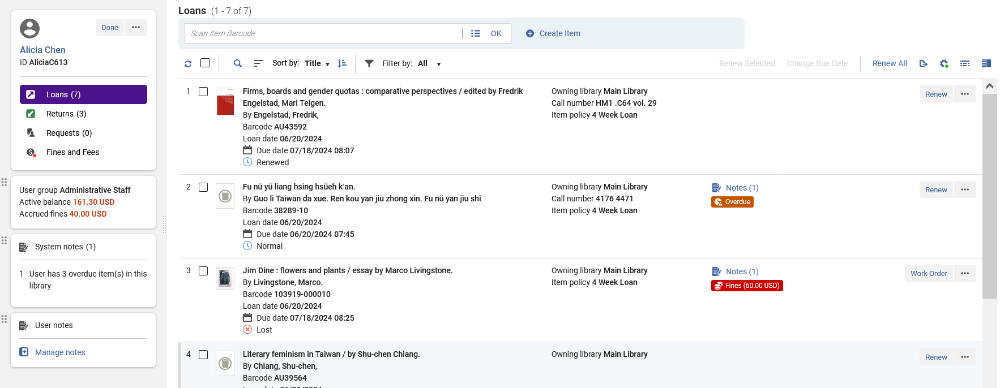 Done
Alicia Chen
ID AliciaC613
Loans (7)
Returns (3)
Requests (0)
Fines and Fees
User group Administrative Staff
Active balance 161.30 USD
Accrued fines 40.00 USD
System notes (1)
1 User has 3 overdue item(s) in this
library
User notes
Manage notes
Loans (1 - 7 of 7)
Scan Item Barcode OK Create Item
Sort by: Title Filter by: All Renew Selected Change Due Date Renew All
1 Firms, boards and gender quotas : comparative perspectives / edited by Fredrik
Engelstad, Mari Teigen.
By Engelstad, Fredrik,
Barcode AU43592
Loan date 06/20/2024
Due date 07/18/2024 08:07
Renewed
Owning library Main Library
Call number HM1 .C64 vol. 29
Item policy 4 Week Loan
Renew
2 Fu nü yü liang hsing hsüeh kʻan.
By Guo li Taiwan da xue. Ren kou yan jiu zhong xin. Fu nü yan jiu shi
Barcode 38289-10
Loan date 06/20/2024
Due date 06/20/2024 07:45
Normal
Owning library Main Library
Call number 4176 4471
Item policy 4 Week Loan
Notes (1)
Overdue
Renew
3 Jim Dine : flowers and plants / essay by Marco Livingstone.
By Livingstone, Marco.
Barcode 103919-000010
Loan date 06/20/2024
Due date 07/18/2024 08:25
Lost
Owning library Main Library
Item policy 4 Week Loan
Notes (1)
Fines (60.00 USD)
Work Order
4 Literary feminism in Taiwan / by Shu-chen Chiang.
By Chiang, Shu-chen,
Barcode AU39564
Owning library Main Library
Renew